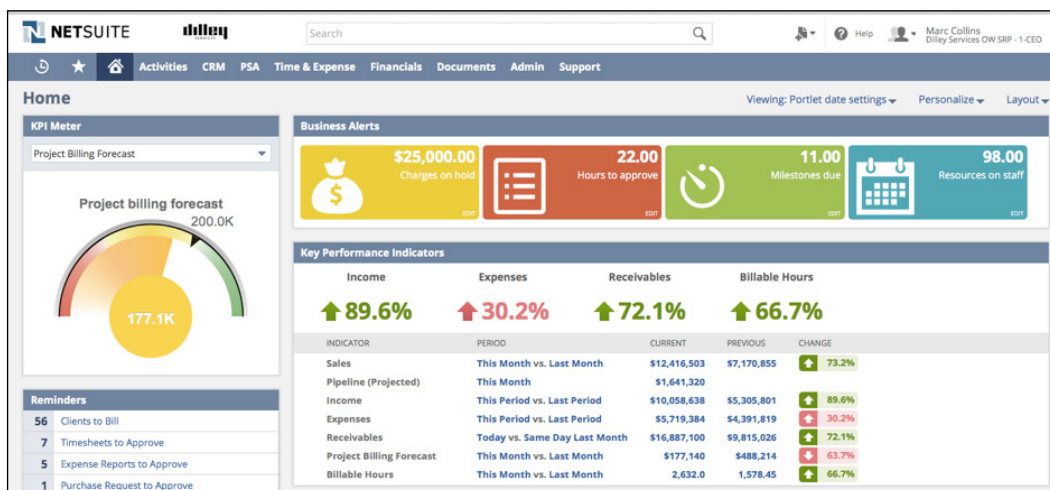 NETSUITE
dilley
SERVICES
Search
Help
Marc Collins
Dilley Services OW SRP - 1-CEO
Activities CRM PSA Time & Expense Financials Documents Admin Support
Home
Viewing: Portlet date settings Personalize Layout
KPI Meter
Project Billing Forecast
Project billing forecast
200.0K
177.1K
Reminders
56 Clients to Bill
7 Timesheets to Approve
5 Expense Reports to Approve
1 Purchase Request to Approve
Business Alerts
$25,000.00
Charges on hold
EDIT
22.00
Hours to approve
EDIT
11.00
Milestones due
EDIT
98.00
Resources on staff
EDIT
Key Performance Indicators
Income Expenses Receivables Billable Hours
89.6% 30.2% 72.1% 66.7%
INDICATOR PERIOD CURRENT PREVIOUS CHANGE
Sales This Month vs. Last Month $12,416,503 $7,170,855 73.2%
Pipeline (Projected) This Month $1,641,320
Income This Period vs. Last Period $10,058,638 $5,305,801 89.6%
Expenses This Period vs. Last Period $5,719,384 $4,391,819 30.2%
Receivables Today vs. Same Day Last Month $16,887,100 $9,815,026 72.1%
Project Billing Forecast This Month vs. Last Month $177,140 $488,214 63.7%
Billable Hours This Month vs. Last Month 2,632.0 1,578.45 66.7%